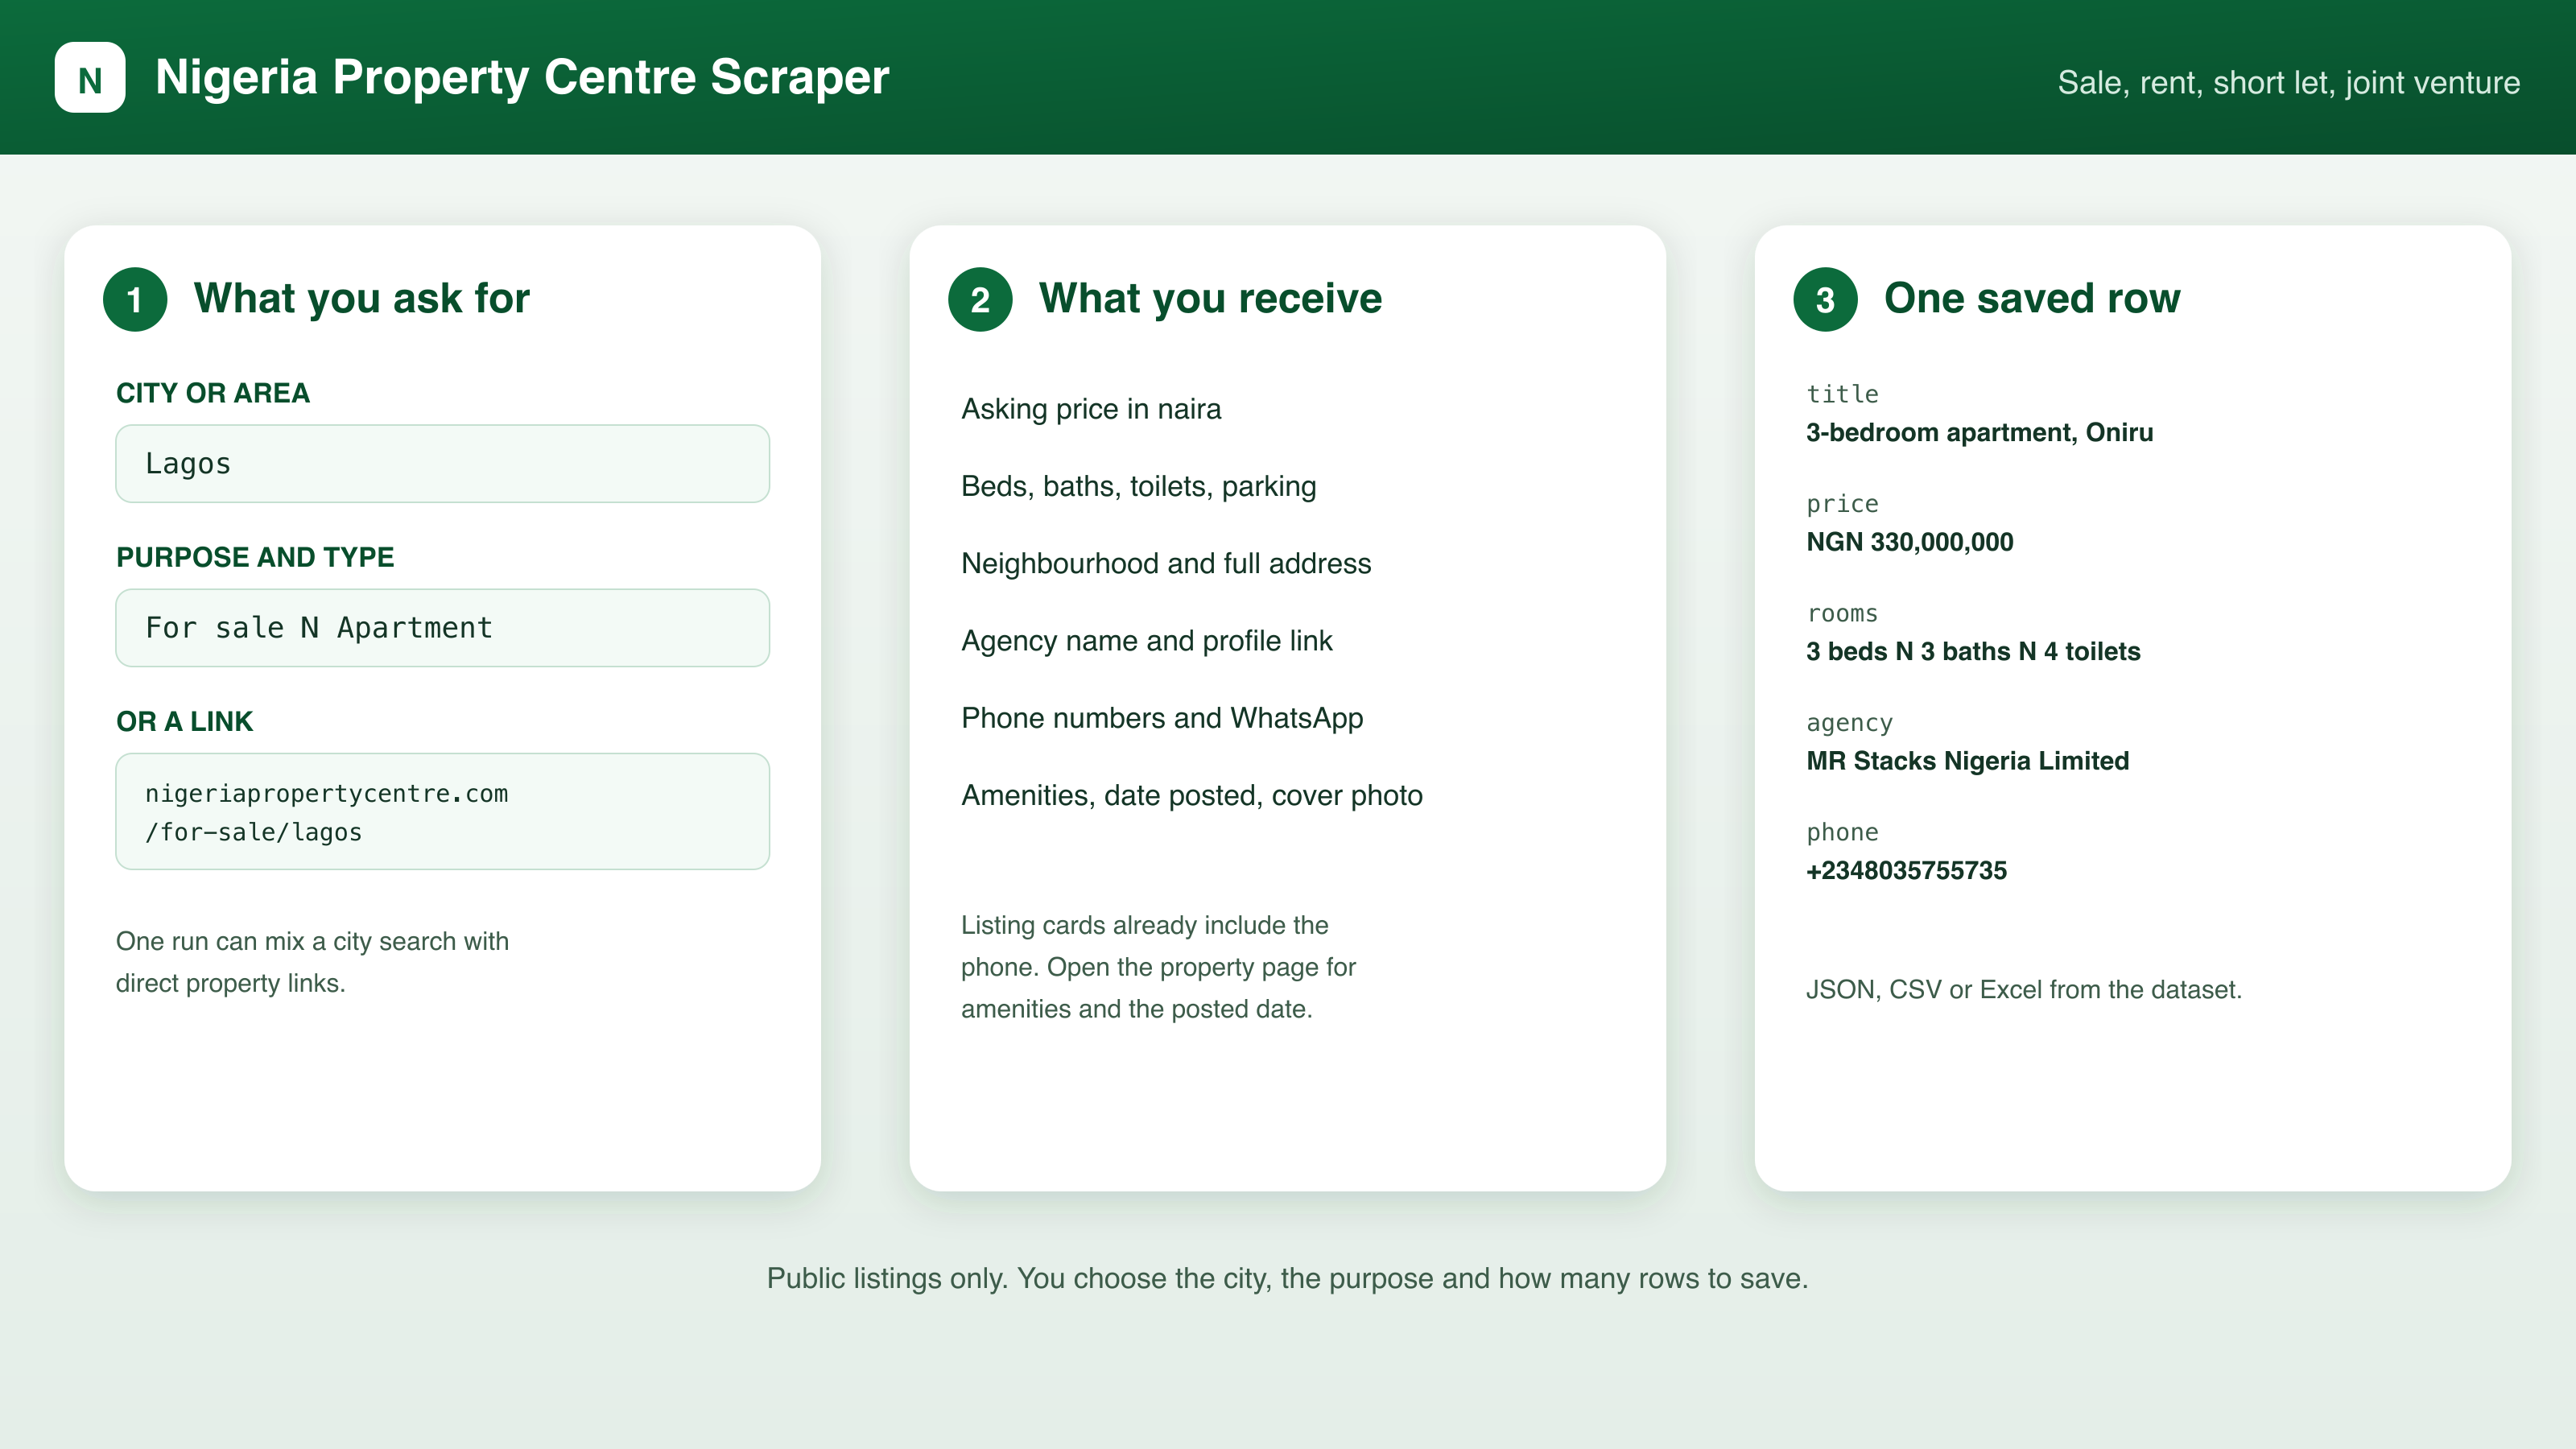 N
Nigeria Property Centre Scraper
Sale, rent, short let, joint venture
1
What you ask for
CITY OR AREA
Lagos
PURPOSE AND TYPE
For sale N Apartment
OR A LINK
nigeriapropertycentre.com
/for-sale/lagos
One run can mix a city search with
direct property links.
2
What you receive
Asking price in naira
Beds, baths, toilets, parking
Neighbourhood and full address
Agency name and profile link
Phone numbers and WhatsApp
Amenities, date posted, cover photo
Listing cards already include the
phone. Open the property page for
amenities and the posted date.
3
One saved row
title
3-bedroom apartment, Oniru
price
NGN 330,000,000
rooms
3 beds N 3 baths N 4 toilets
agency
MR Stacks Nigeria Limited
phone
+2348035755735
JSON, CSV or Excel from the dataset.
Public listings only. You choose the city, the purpose and how many rows to save.